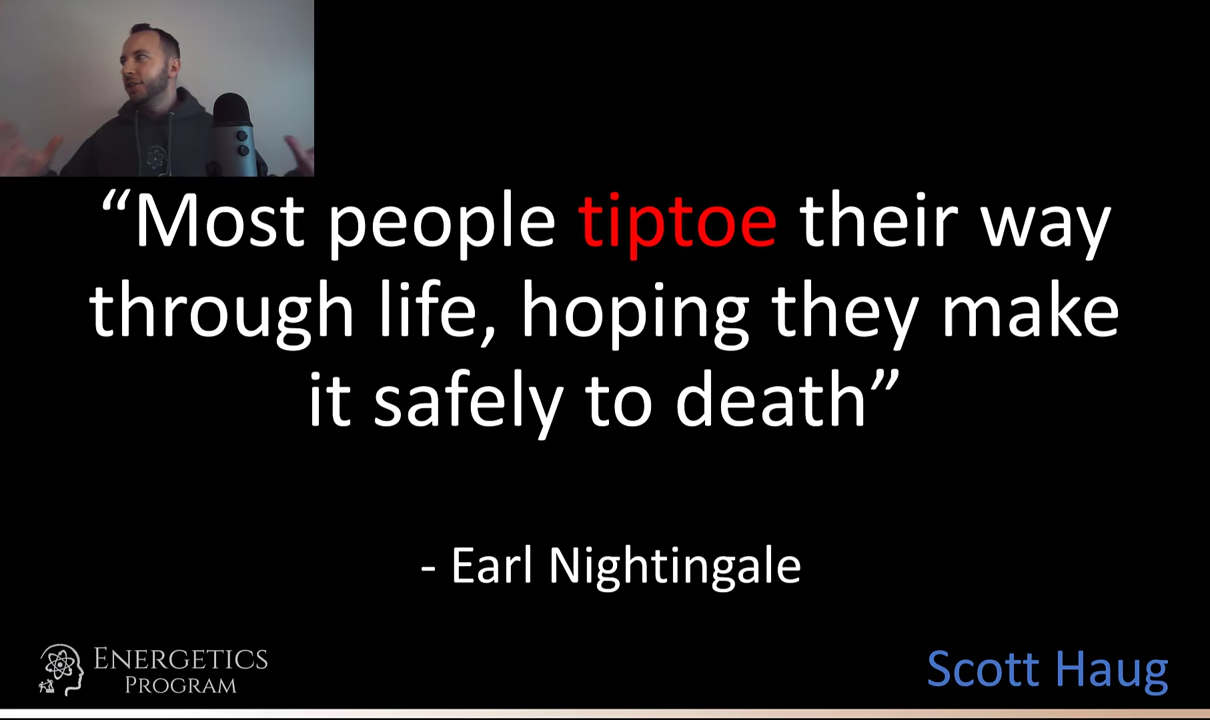 “Most people tiptoe their way
through life, hoping they make
it safely to death”
- Earl Nightingale
ENERGETICS
PROGRAM
Scott Haug